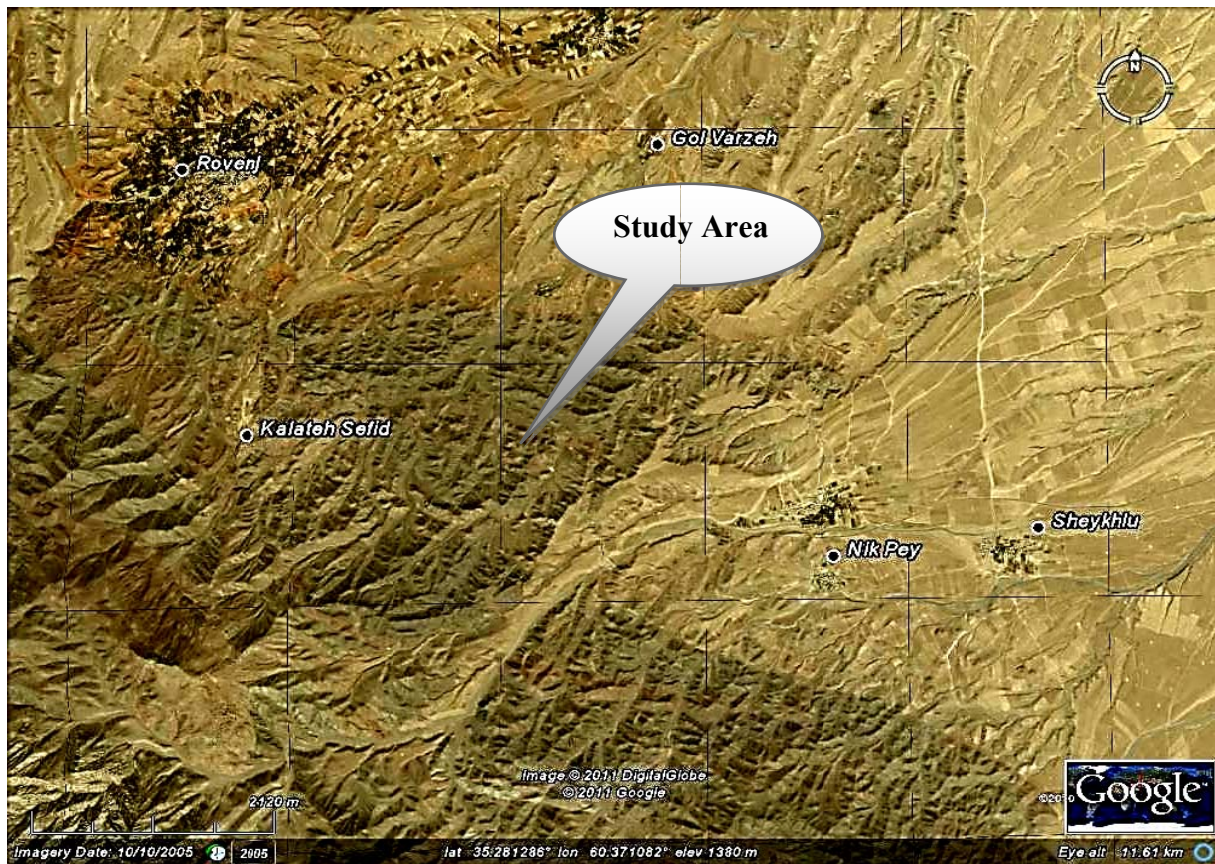 N
Gol Varzeh
Rovenj
Study Area
Kalateh Sefid
Sheykhlu
Nik Pey
Image © 2011 DigitalGlobe
© 2011 Google
2120 m
Google
Imagery Date: 10/10/2005
2005
lat 35.281286° lon 60.371082° elev 1380 m
Eye alt 11.61 km